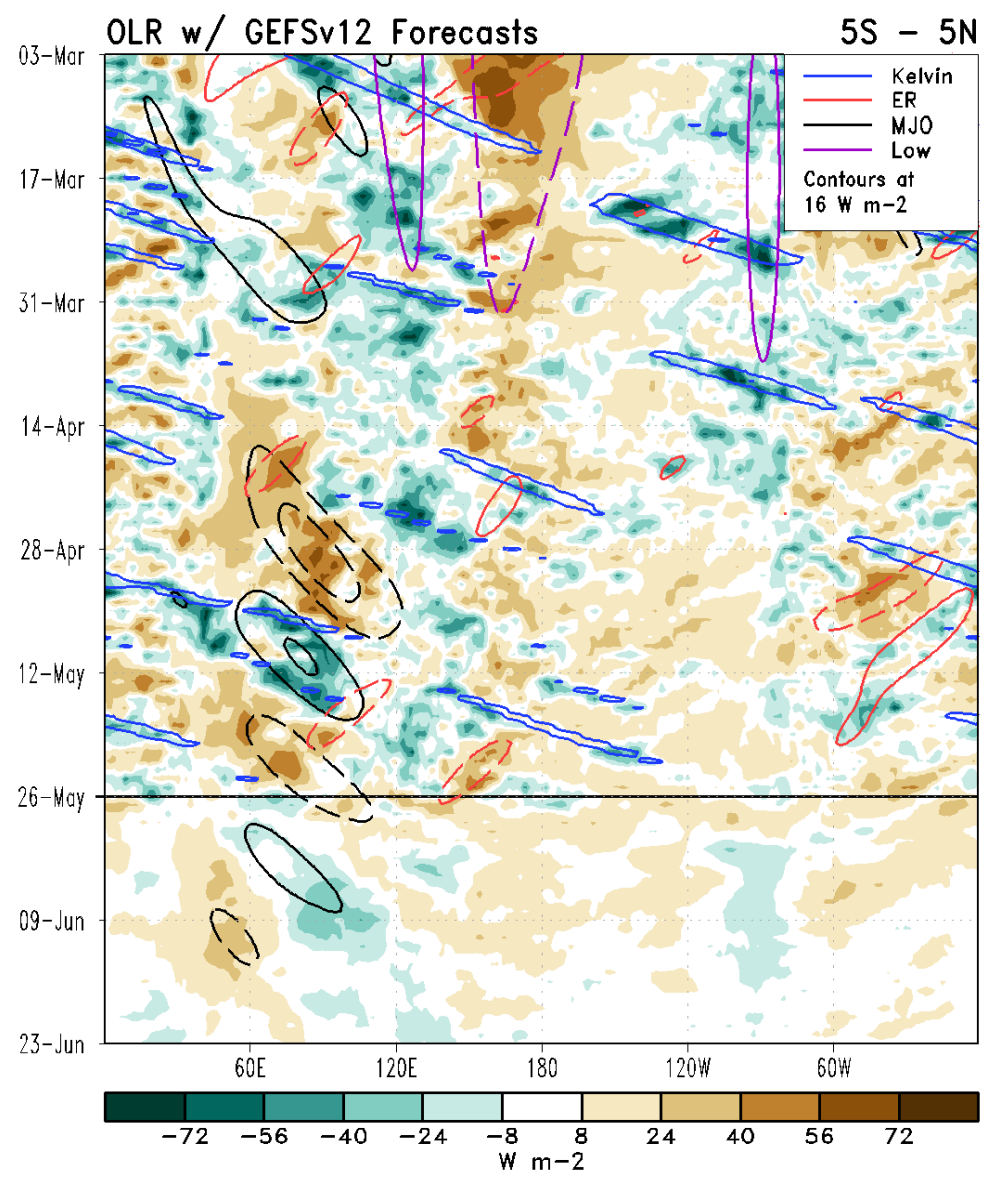 OLR w/ GEFSv12 Forecasts 5S - 5N
03-Mar
17-Mar
31-Mar
14-Apr
28-Apr
12-May
26-May
09-Jun
23-Jun
Kelvin
ER
MJO
Low
Contours at
16 W m-2
60E 120E 180 120W 60W
-72 -56 -40 -24 -8 8 24 40 56 72
W m-2